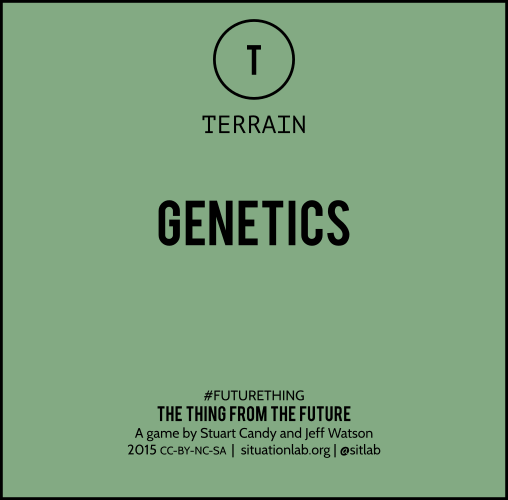 T
TERRAIN
GENETICS
#FUTURETHING
THE THING FROM THE FUTURE
A game by Stuart Candy and Jeff Watson
2015 CC-BY-NC-SA | situationlab.org | @sitlab